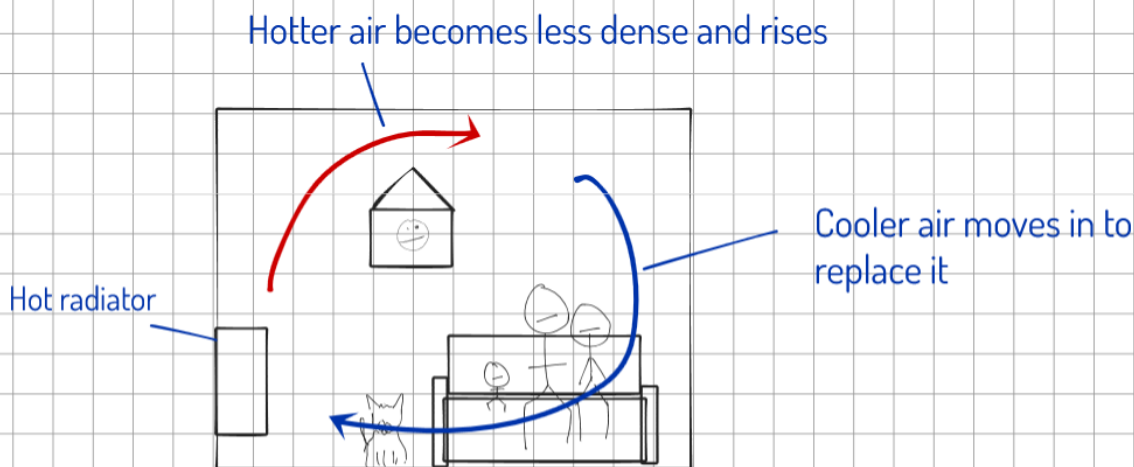 Hotter air becomes less dense and rises
Cooler air moves in to
replace it
Hot radiator